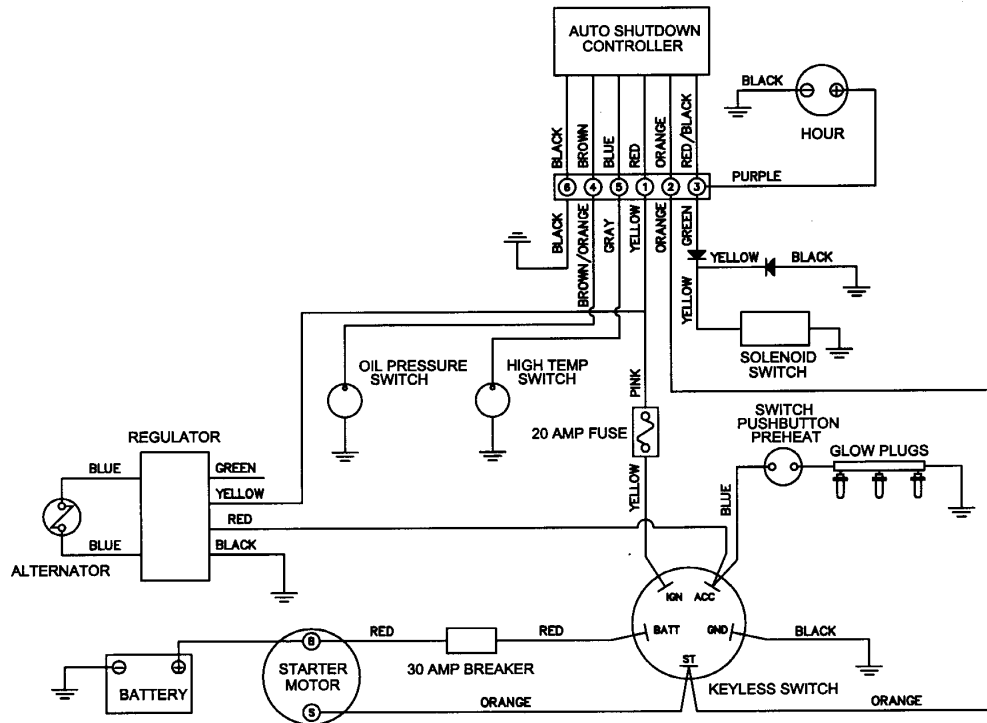 AUTO SHUTDOWN
CONTROLLER
BLACK
BROWN
BLUE
RED
ORANGE
RED/BLACK
BLACK
HOUR
PURPLE
6
4
5
1
2
3
BLACK
BROWN/ORANGE
GRAY
YELLOW
ORANGE
GREEN
YELLOW
BLACK
YELLOW
SOLENOID
SWITCH
OIL PRESSURE
SWITCH
HIGH TEMP
SWITCH
PINK
20 AMP FUSE
SWITCH
PUSHBUTTON
PREHEAT
GLOW PLUGS
REGULATOR
BLUE
GREEN
YELLOW
RED
BLACK
BLUE
ALTERNATOR
YELLOW
BLUE
IGN
ACC
BATT
GND
ST
BLACK
KEYLESS SWITCH
RED
RED
30 AMP BREAKER
B
STARTER
MOTOR
S
BATTERY
ORANGE
ORANGE